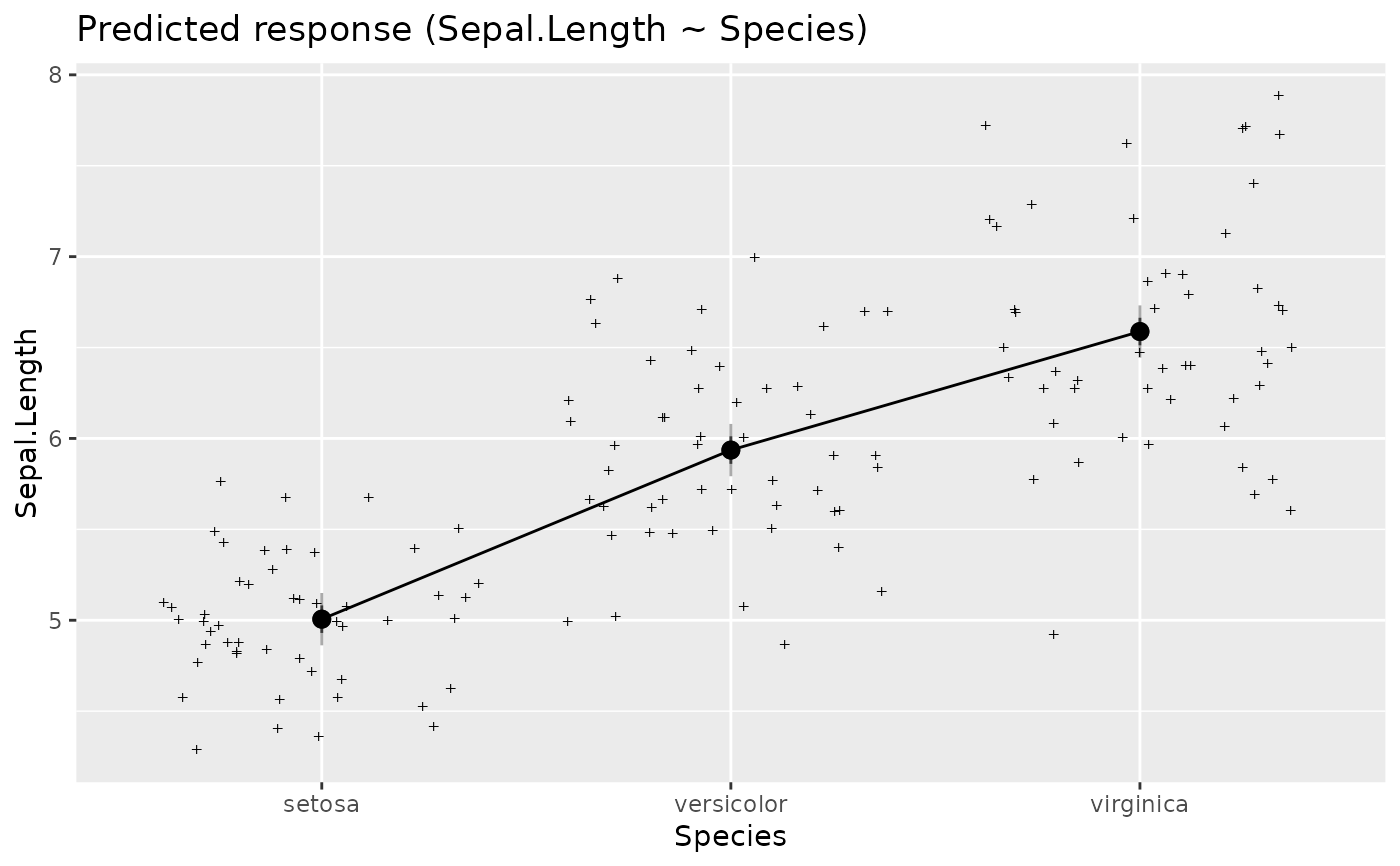 Predicted response (Sepal.Length ~ Species)
8
7
6
5
Sepal.Length
setosa versicolor virginica
Species